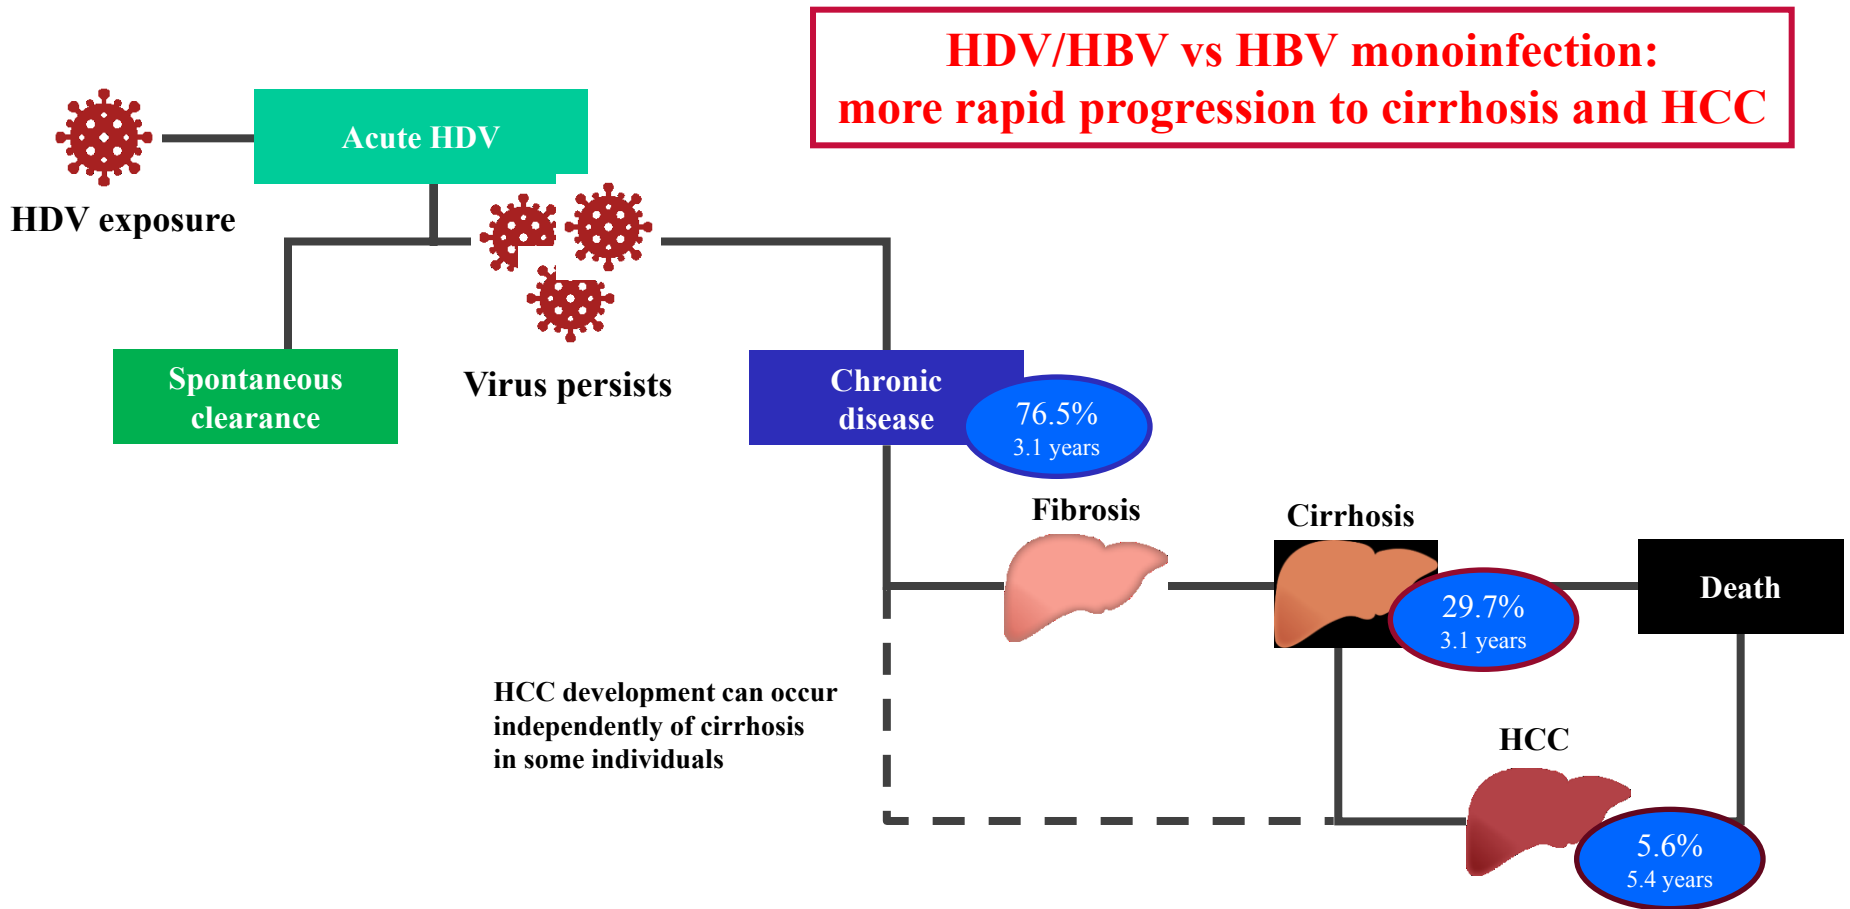 HDV/HBV vs HBV monoinfection:
more rapid progression to cirrhosis and HCC
Acute HDV
HDV exposure
Spontaneous
clearance
Virus persists
Chronic
disease
76.5%
3.1 years
Fibrosis
Cirrhosis
29.7%
3.1 years
Death
HCC development can occur
independently of cirrhosis
in some individuals
HCC
5.6%
5.4 years